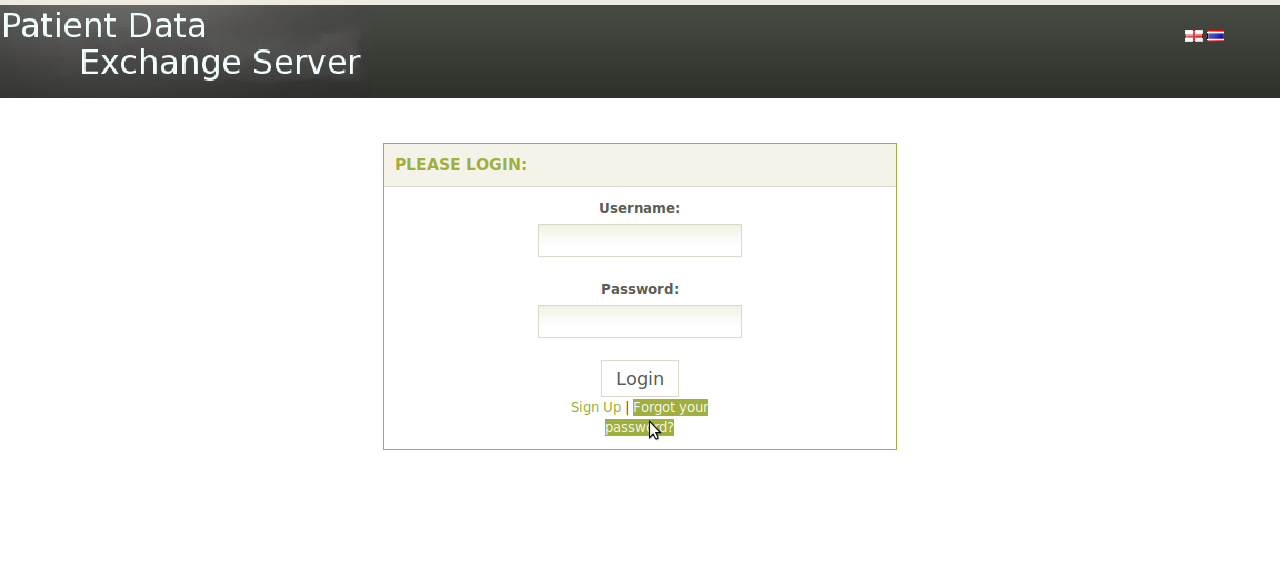 Patient Data
Exchange Server
PLEASE LOGIN:
Username:
Password:
Login
Sign Up | Forgot your
password?